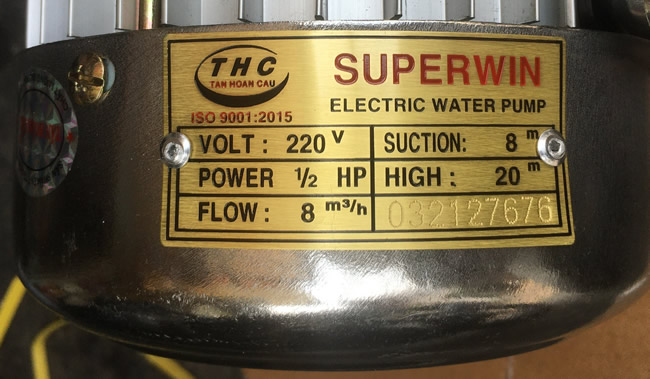 THC
TAN HOAN CAU
ISO 9001:2015
SUPERWIN
ELECTRIC WATER PUMP
VOLT : 220 V
SUCTION: 8 m
POWER ½ HP
HIGH : 20 m
FLOW : 8 m³/h
032127676